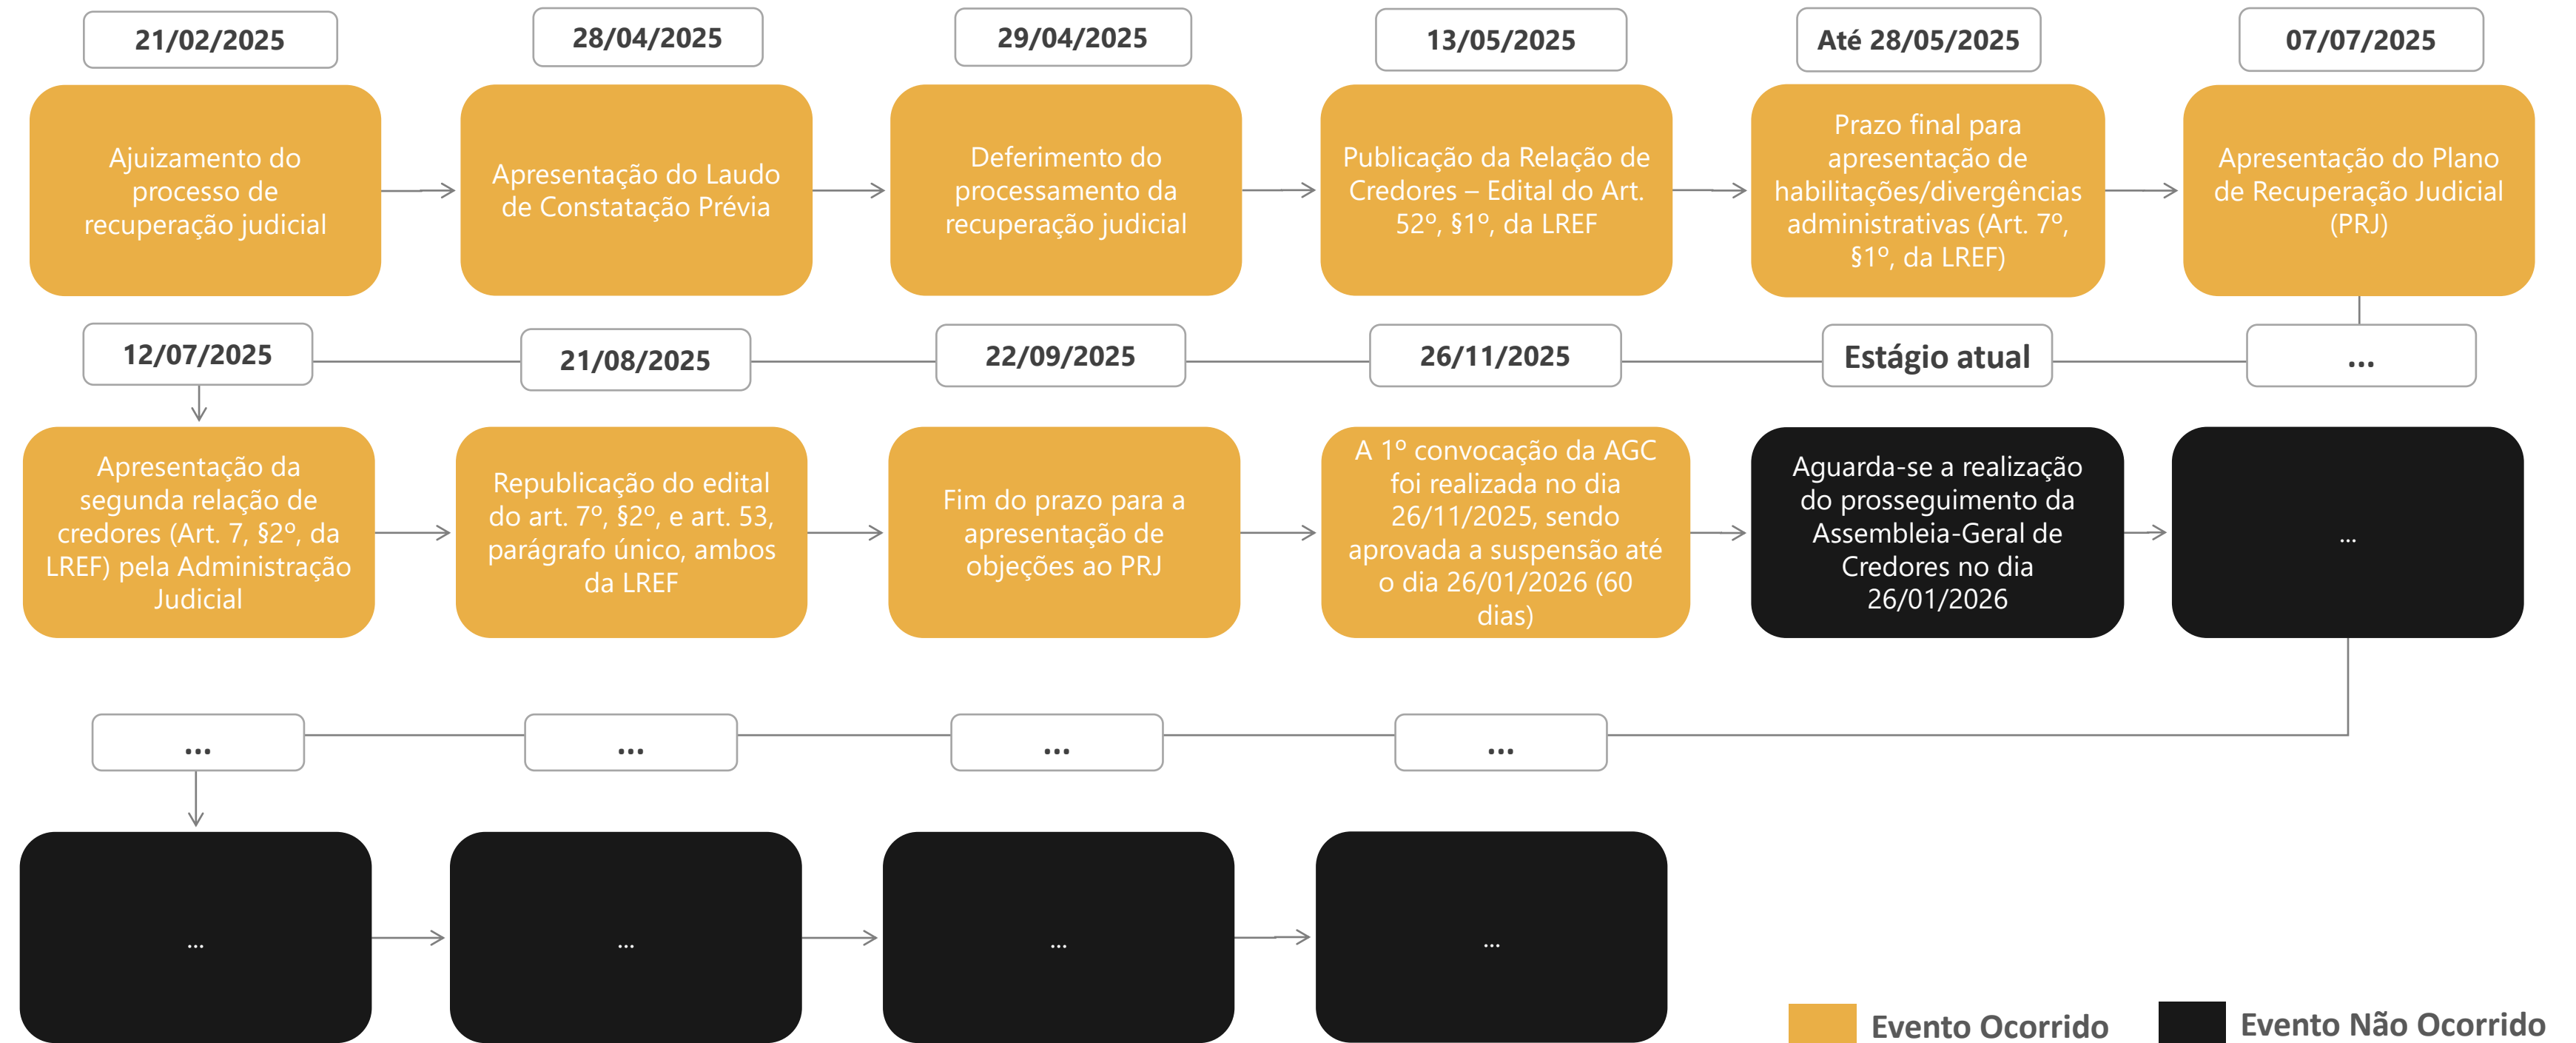 21/02/2025
Ajuizamento do
processo de
recuperação judicial
28/04/2025
Apresentação do Laudo
de Constatação Prévia
29/04/2025
Deferimento do
processamento da
recuperação judicial
13/05/2025
Publicação da Relação de
Credores – Edital do Art.
52º, §1º, da LREF
Até 28/05/2025
Prazo final para
apresentação de
habilitações/divergências
administrativas (Art. 7º,
§1º, da LREF)
07/07/2025
Apresentação do Plano
de Recuperação Judicial
(PRJ)
12/07/2025
Apresentação da
segunda relação de
credores (Art. 7, §2º, da
LREF) pela Administração
Judicial
21/08/2025
Republicação do edital
do art. 7º, §2º, e art. 53,
parágrafo único, ambos
da LREF
22/09/2025
Fim do prazo para a
apresentação de
objeções ao PRJ
26/11/2025
A 1º convocação da AGC
foi realizada no dia
26/11/2025, sendo
aprovada a suspensão até
o dia 26/01/2026 (60
dias)
Estágio atual
Aguarda-se a realização
do prosseguimento da
Assembleia-Geral de
Credores no dia
26/01/2026
...
...
...
...
...
...
...
...
...
...
Evento Ocorrido
Evento Não Ocorrido